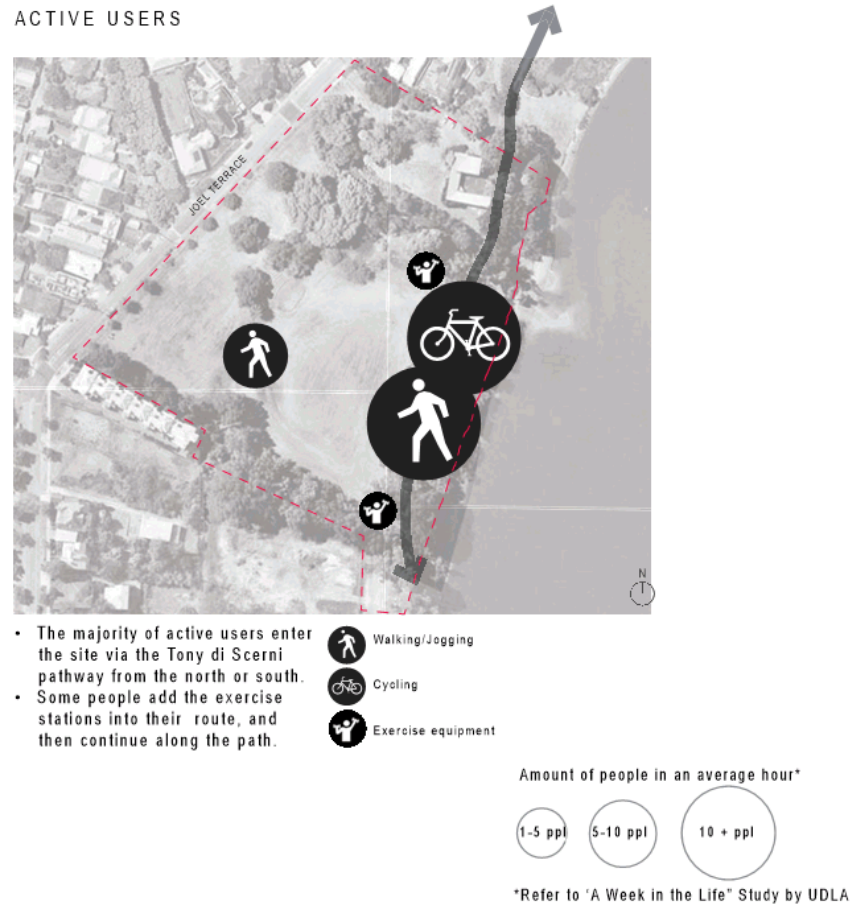 ACTIVE USERS
JOEL TERRACE
N
• The majority of active users enter
the site via the Tony di Scerni
pathway from the north or south.
• Some people add the exercise
stations into their route, and
then continue along the path.
Walking/Jogging
Cycling
Exercise equipment
Amount of people in an average hour*
1-5 ppl
5-10 ppl
10 + ppl
*Refer to 'A Week in the Life" Study by UDLA